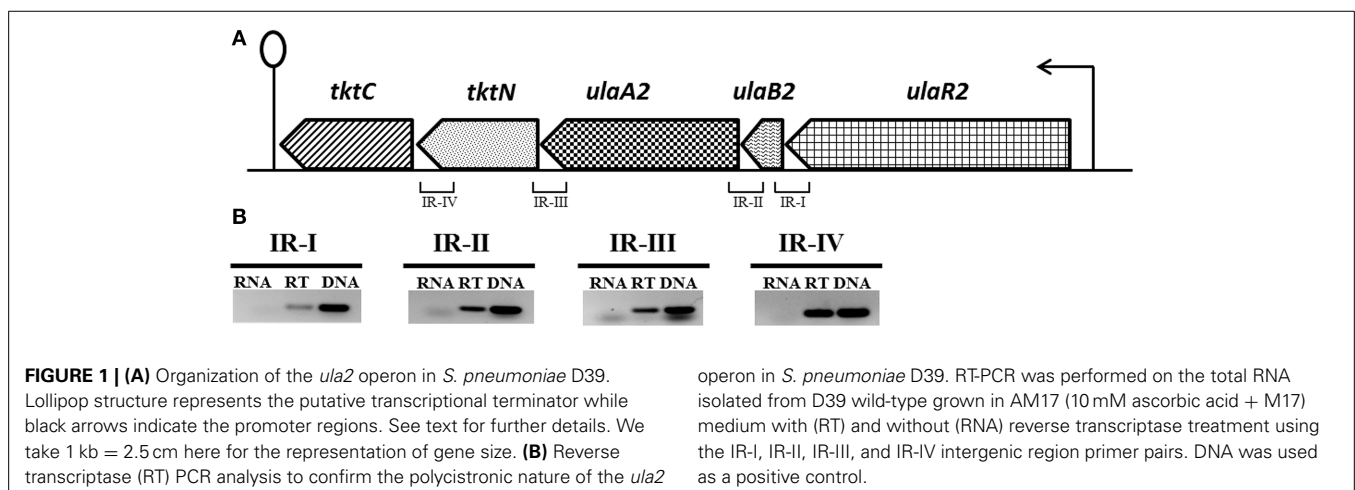 A
tktC tktN ulaA2 ulaB2 ulaR2
IR-IV IR-III IR-II IR-I
B
IR-I IR-II IR-III IR-IV
RNA RT DNA RNA RT DNA RNA RT DNA RNA RT DNA
FIGURE 1 | (A) Organization of the ula2 operon in S. pneumoniae D39.
Lollipop structure represents the putative transcriptional terminator while
black arrows indicate the promoter regions. See text for further details. We
take 1 kb = 2.5 cm here for the representation of gene size. (B) Reverse
transcriptase (RT) PCR analysis to confirm the polycistronic nature of the ula2
operon in S. pneumoniae D39. RT-PCR was performed on the total RNA
isolated from D39 wild-type grown in AM17 (10 mM ascorbic acid + M17)
medium with (RT) and without (RNA) reverse transcriptase treatment using
the IR-I, IR-II, IR-III, and IR-IV intergenic region primer pairs. DNA was used
as a positive control.